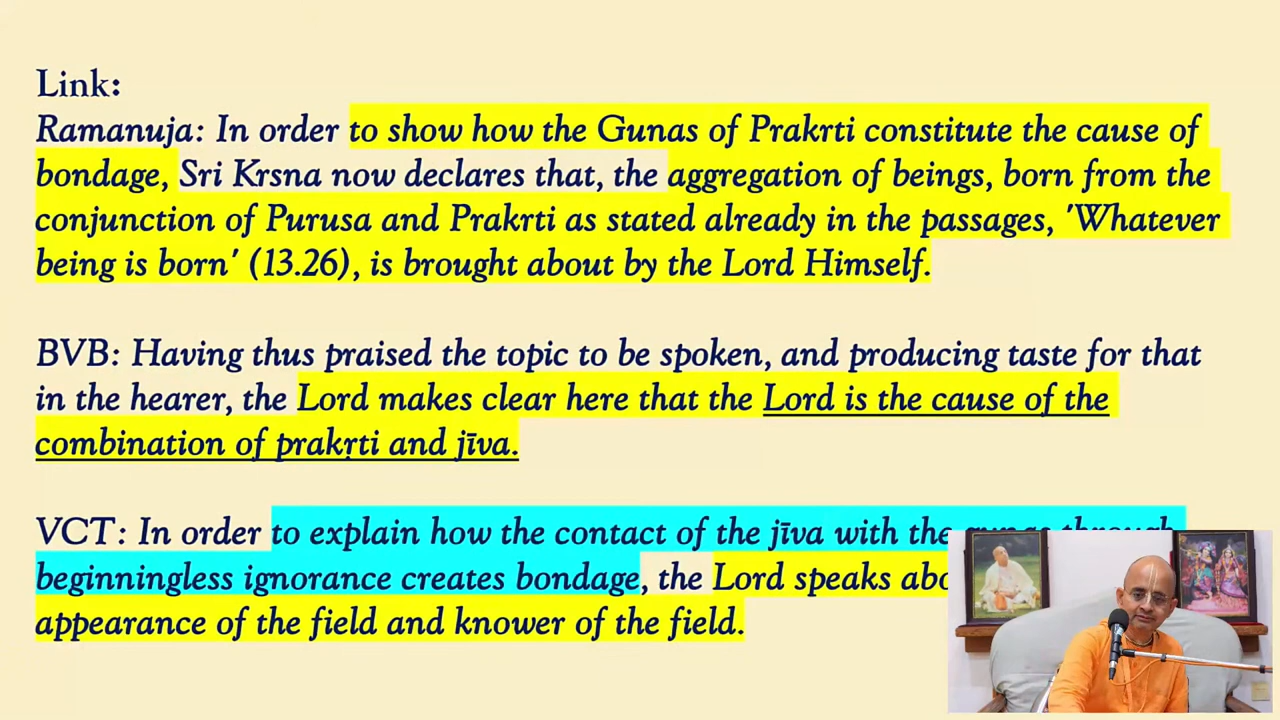 Link:
Ramanuja: In order to show how the Gunas of Prakrti constitute the cause of
bondage, Sri Krsna now declares that, the aggregation of beings, born from the
conjunction of Purusa and Prakrti as stated already in the passages, 'Whatever
being is born' (13.26), is brought about by the Lord Himself.
BVB: Having thus praised the topic to be spoken, and producing taste for that
in the hearer, the Lord makes clear here that the Lord is the cause of the
combination of prakṛti and jīva.
VCT: In order to explain how the contact of the jīva with the guṇas through
beginningless ignorance creates bondage, the Lord speaks
appearance of the field and knower of the field.